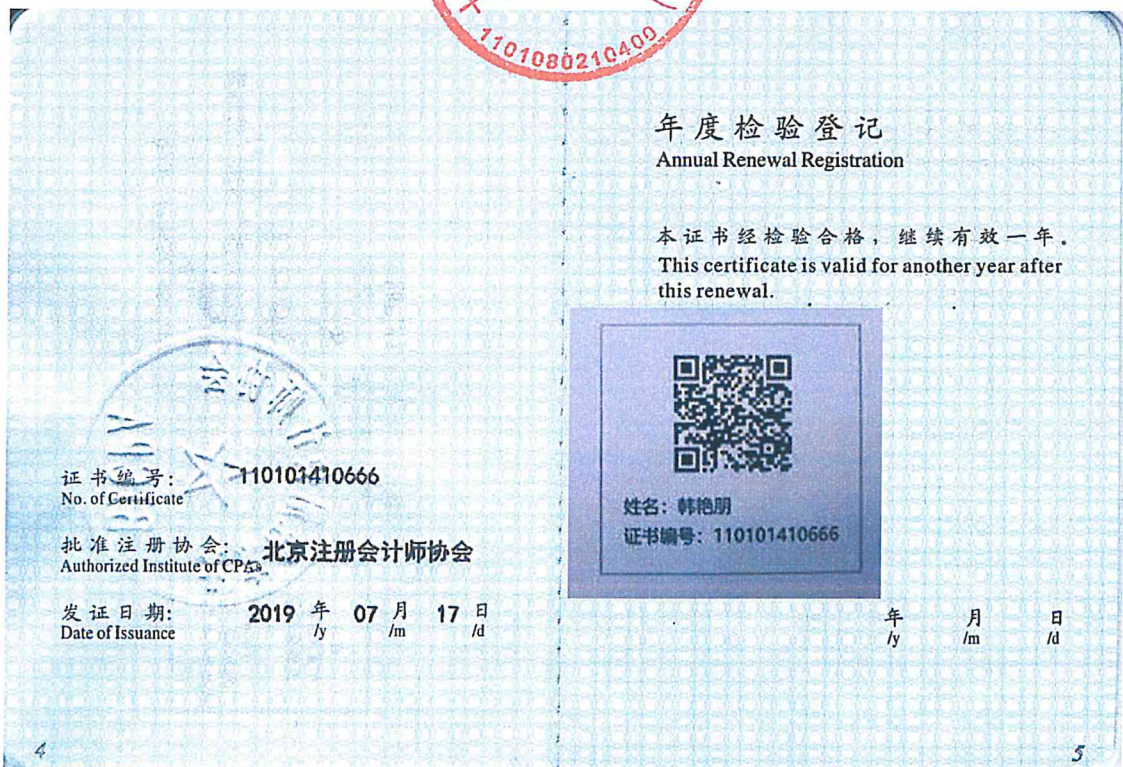 1101080210400
证书编号: 110101410666
No. of Certificate
批准注册协会: 北京注册会计师协会
Authorized Institute of CPAs
发证日期: 2019 年 07 月 17 日
Date of Issuance /y /m /d
4
年度检验登记
Annual Renewal Registration
本证书经检验合格，继续有效一年。
This certificate is valid for another year after
this renewal.
姓名：韩艳朋
证书编号：110101410666
年 月 日
/y /m /d
5